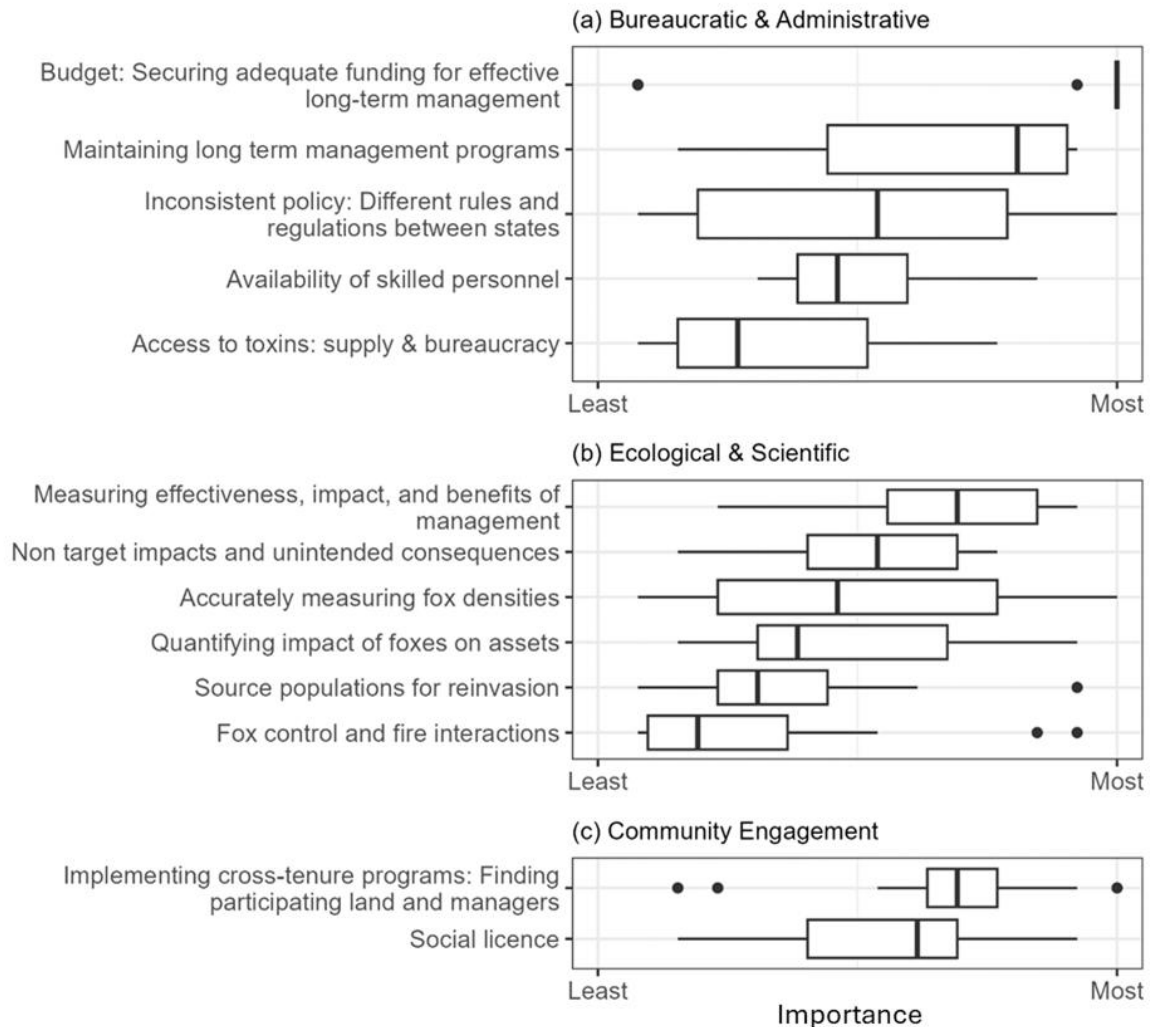 (a) Bureaucratic & Administrative
Budget: Securing adequate funding for effective
long-term management
Maintaining long term management programs
Inconsistent policy: Different rules and
regulations between states
Availability of skilled personnel
Access to toxins: supply & bureaucracy
Least
Most
(b) Ecological & Scientific
Measuring effectiveness, impact, and benefits of
management
Non target impacts and unintended consequences
Accurately measuring fox densities
Quantifying impact of foxes on assets
Source populations for reinvasion
Fox control and fire interactions
Least
Most
(c) Community Engagement
Implementing cross-tenure programs: Finding
participating land and managers
Social licence
Least
Most
Importance